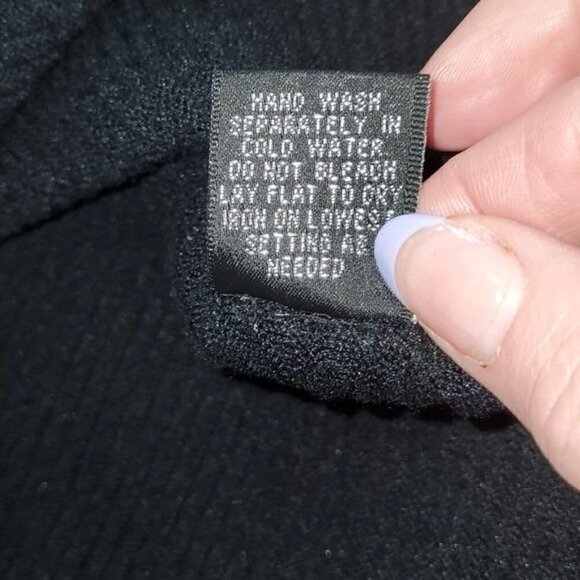 HAND WASH
SEPARATELY IN
COLD WATER
DO NOT BLEACH
LAY FLAT TO DRY
IRON ON LOWEST
SETTING AS
NEEDED